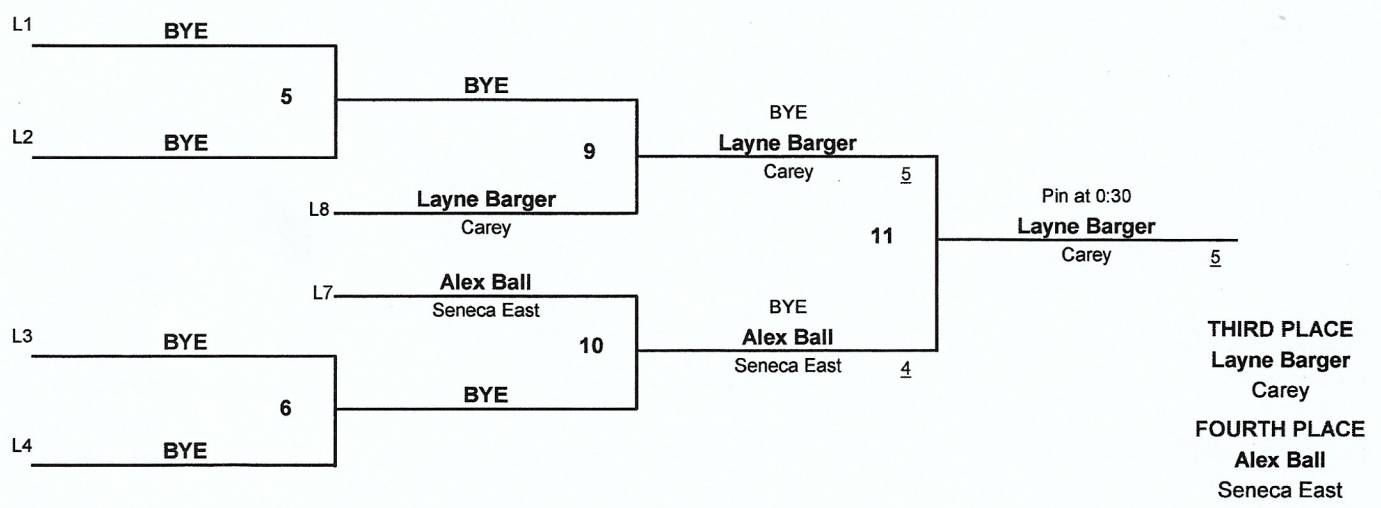 L1 BYE
5
L2 BYE
BYE
9
L8 Layne Barger
Carey
BYE
Layne Barger
Carey 5
L7 Alex Ball
Seneca East
10
L3 BYE
6
L4 BYE
BYE
BYE
Alex Ball
Seneca East 4
11
Pin at 0:30
Layne Barger
Carey 5
THIRD PLACE
Layne Barger
Carey
FOURTH PLACE
Alex Ball
Seneca East